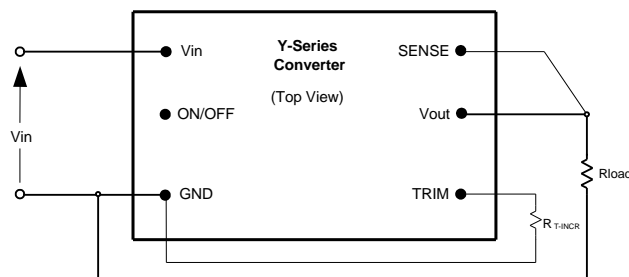 Y-Series
Converter
(Top View)
Vin
SENSE
ON/OFF
Vout
Vin
GND
TRIM
Rload
R T-INCR